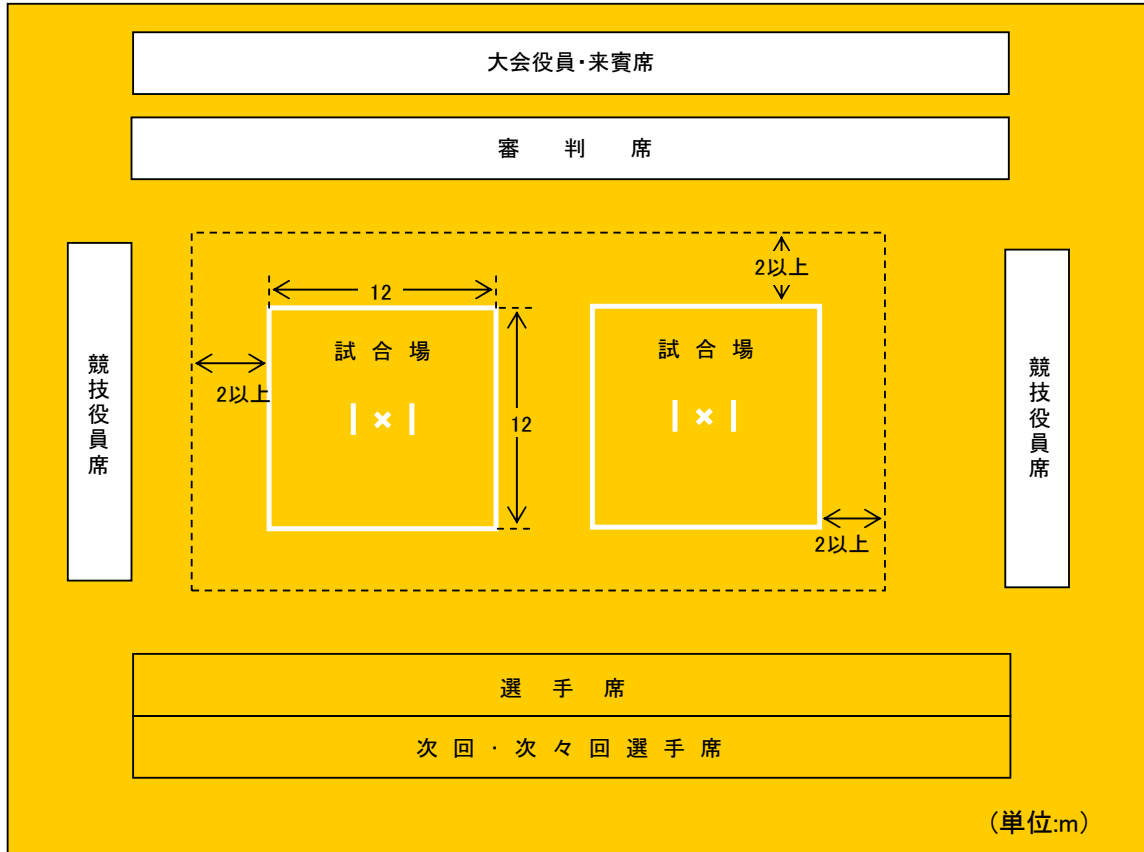 大会役員・来賓席
審判席
2以上
12
試合場
試合場
競技役員席
2以上
12
競技役員席
2以上
選手席
次回・次々回選手席
（単位:m）